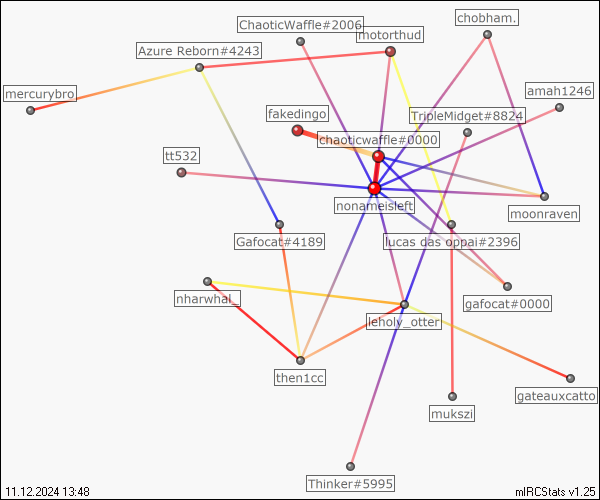 ChaoticWaffle#2006
chobham.
motorthud
Azure Reborn#4243
mercurybro
amah1246
fakedingo
TripleMidget#8824
chaoticwaffle#0000
tt532
nonameisleft
moonraven
Gafocat#4189
lucas das oppai#2396
nharwhal_
gafocat#0000
leholy_otter
then1cc
gateauxcatto
mukszi
Thinker#5995
11.12.2024 13:48
mIRCStats v1.25